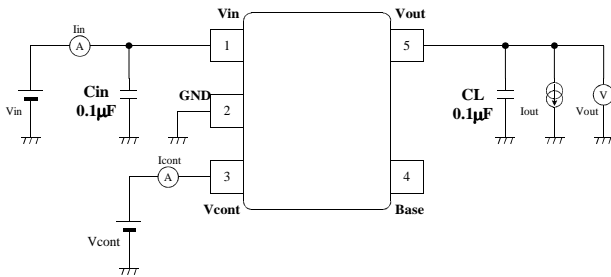 Vin
Vout
Iin
A
1
5
Vin
Cin
0.1µF
GND
2
CL
0.1µF
Iout
V
Vout
Icont
A
3
4
Vcont
Base
Vcont